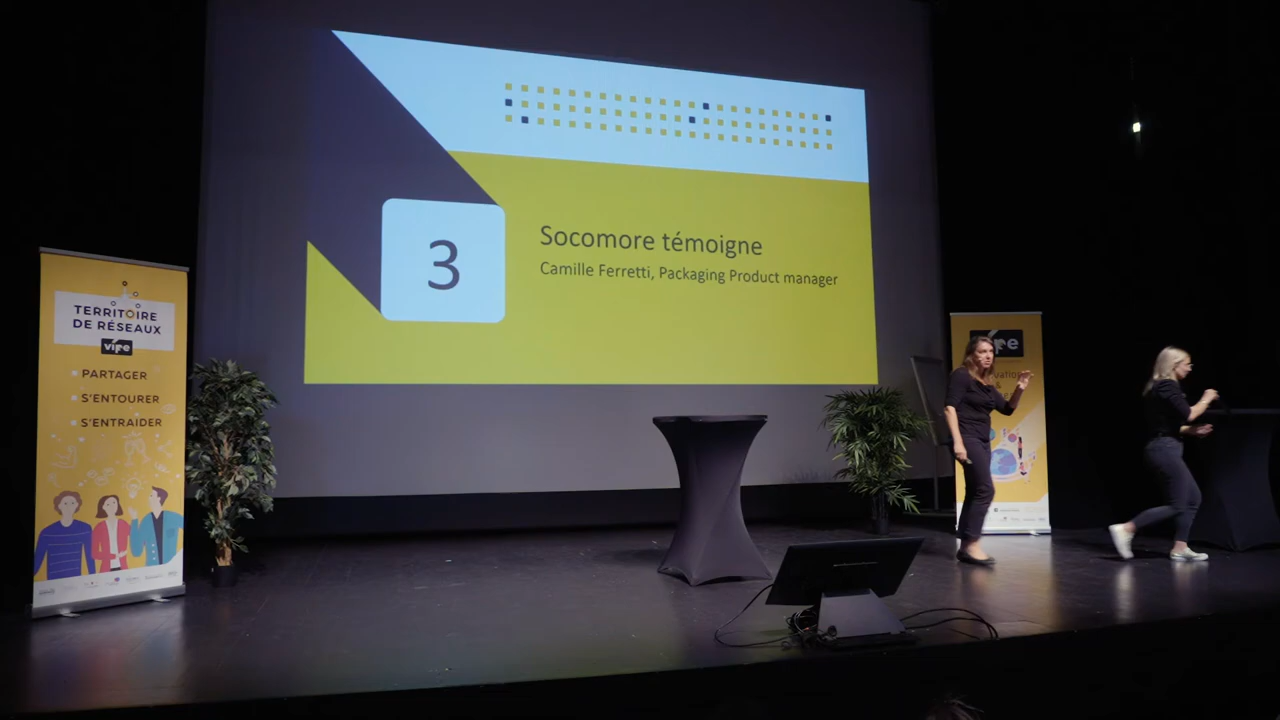 TERRITOIRE
DE RÉSEAUX
vipe
PARTAGER
S'ENTOURER
S'ENTRAIDER
3
Socomore témoigne
Camille Ferretti, Packaging Product manager
vipe
&